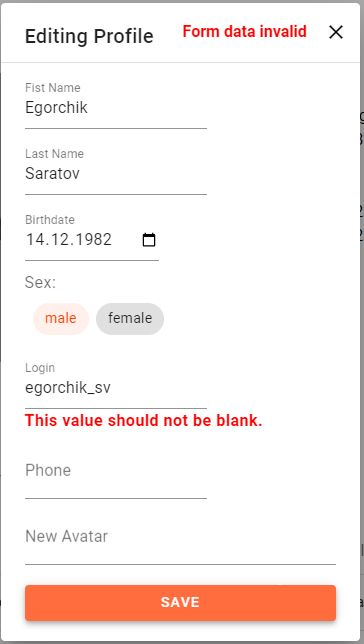 Editing Profile
Form data invalid
Fist Name
Egorchik
Last Name
Saratov
Birthdate
14.12.1982
Sex:
male female
Login
egorchik_sv
This value should not be blank.
Phone
New Avatar
SAVE